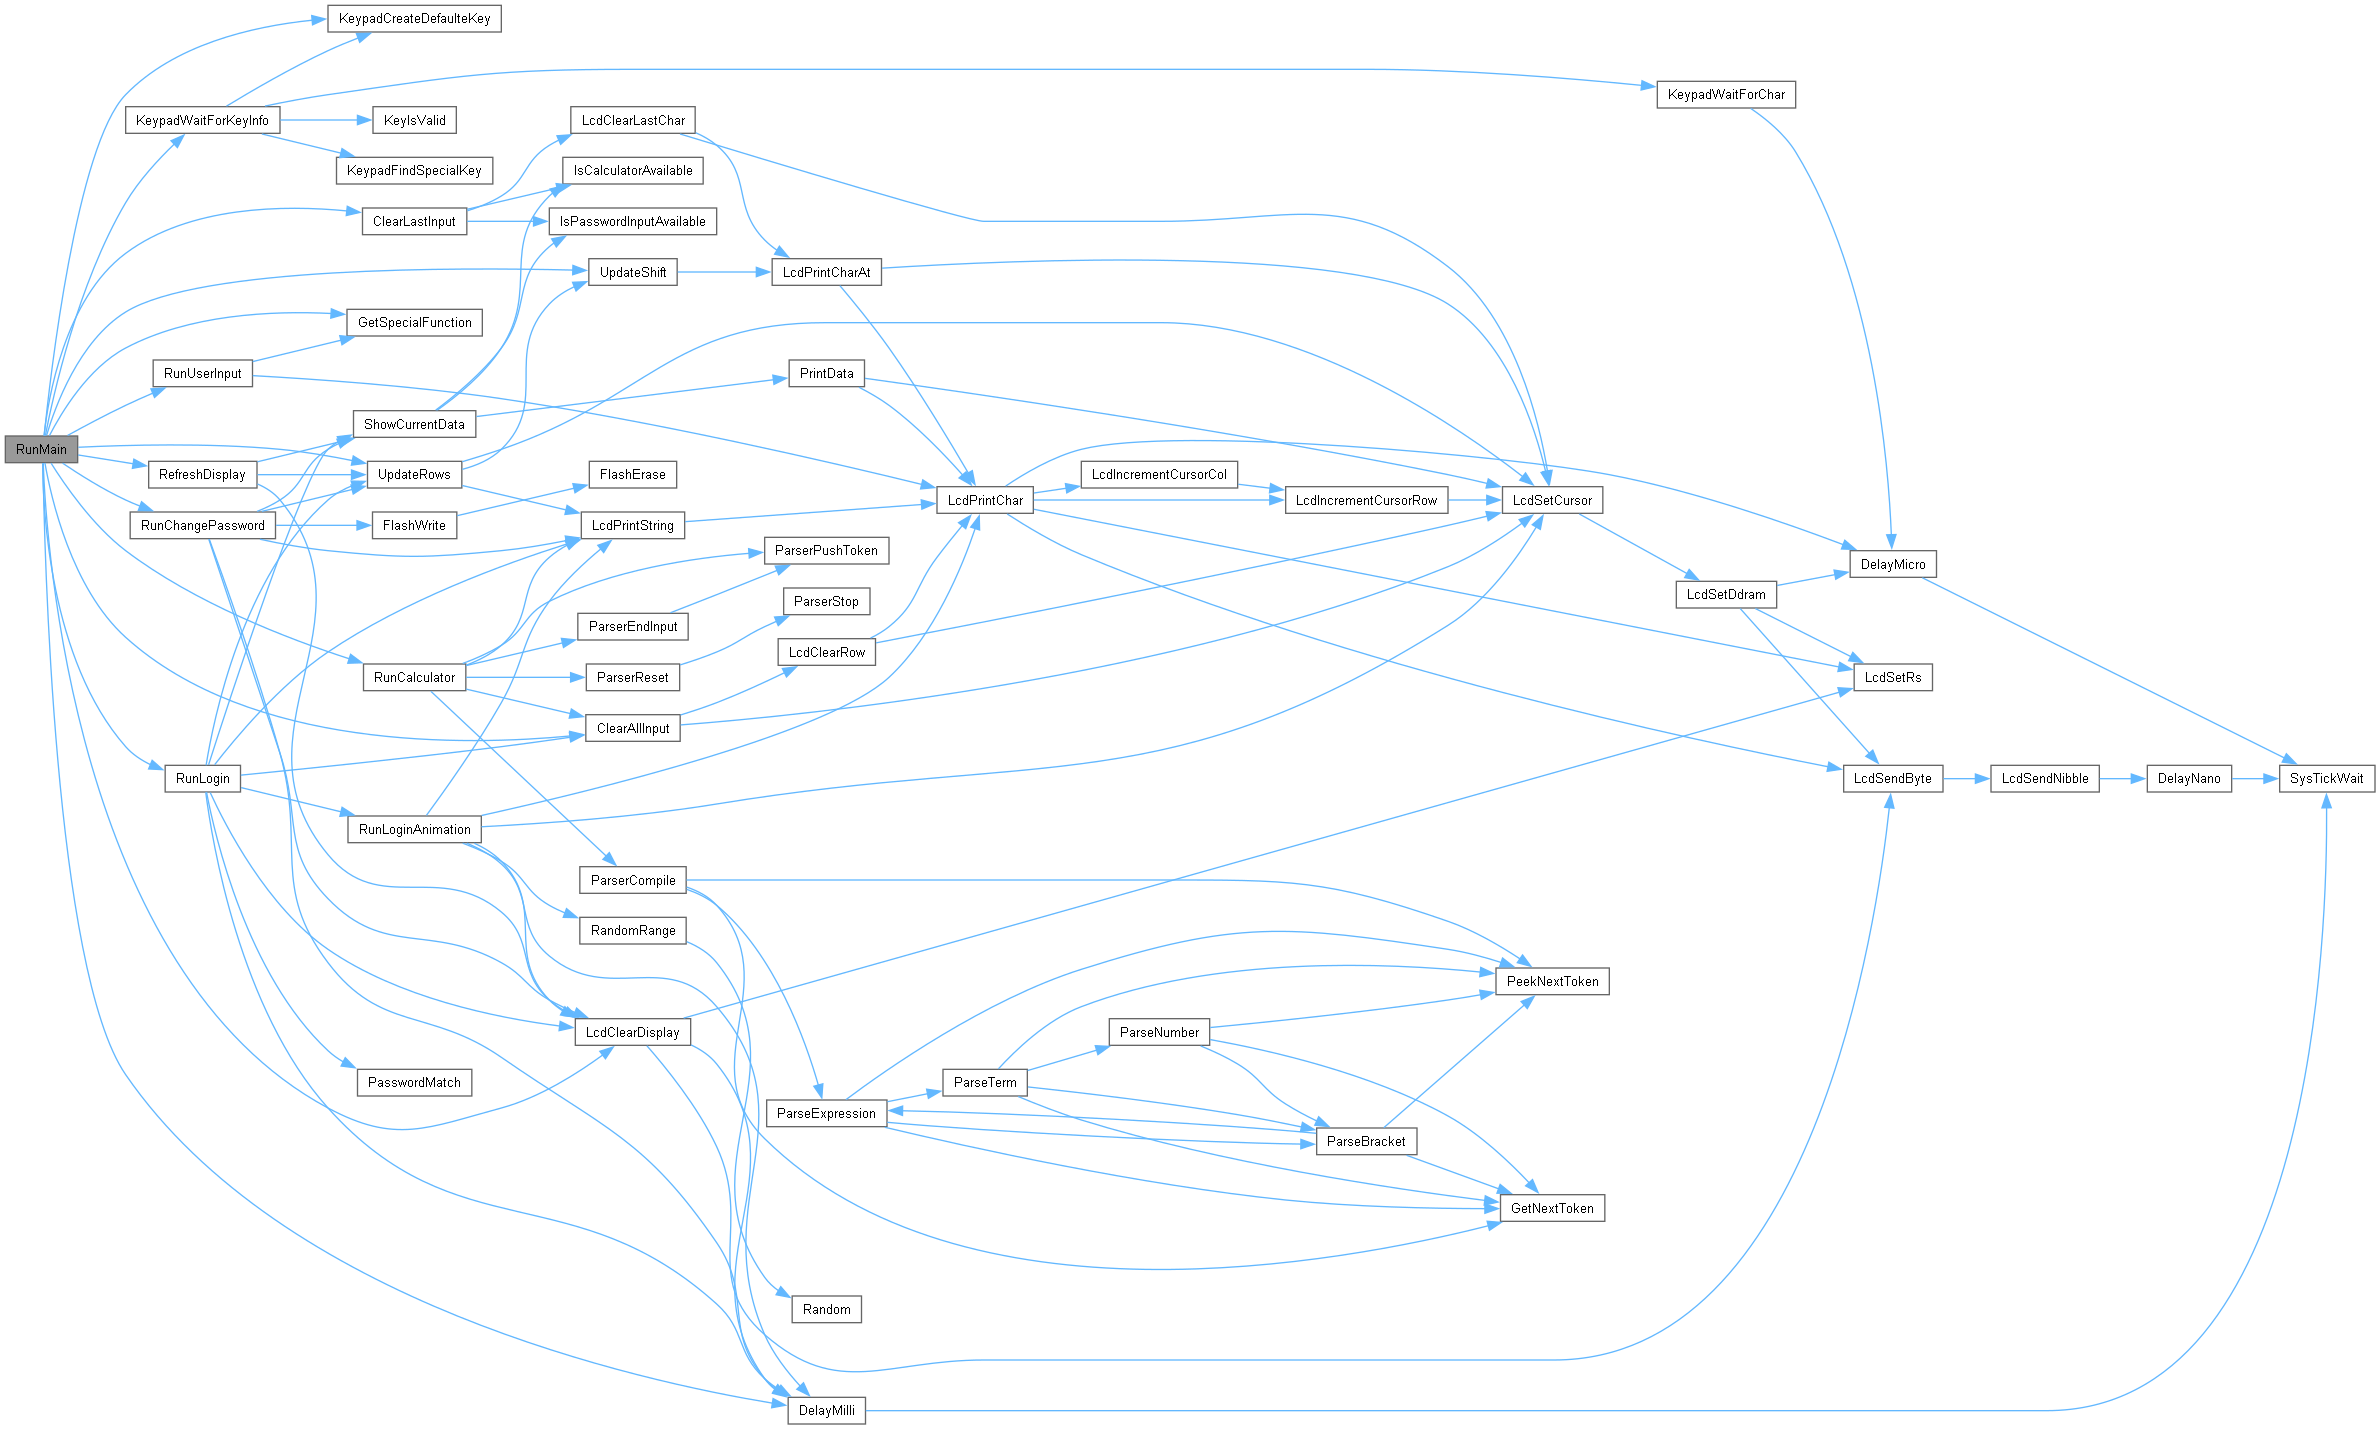 KeypadCreateDefaulteKey
KeypadWaitForChar
KeypadWaitForKeyInfo
KeyIsValid
LcdClearLastChar
KeypadFindSpecialKey
IsCalculatorAvailable
ClearLastInput
IsPasswordInputAvailable
UpdateShift
LcdPrintCharAt
GetSpecialFunction
RunUserInput
PrintData
ShowCurrentData
RunMain
RefreshDisplay
UpdateRows
FlashErase
LcdIncrementCursorCol
LcdPrintChar
LcdIncrementCursorRow
LcdSetCursor
RunChangePassword
FlashWrite
LcdPrintString
ParserPushToken
DelayMicro
ParserStop
LcdSetDdram
ParserEndInput
LcdClearRow
RunCalculator
ParserReset
LcdSetRs
ClearAllInput
RunLogin
LcdSendByte
LcdSendNibble
DelayNano
SysTickWait
RunLoginAnimation
ParserCompile
RandomRange
PeekNextToken
LcdClearDisplay
ParseNumber
PasswordMatch
ParseTerm
ParseExpression
ParseBracket
GetNextToken
Random
DelayMilli